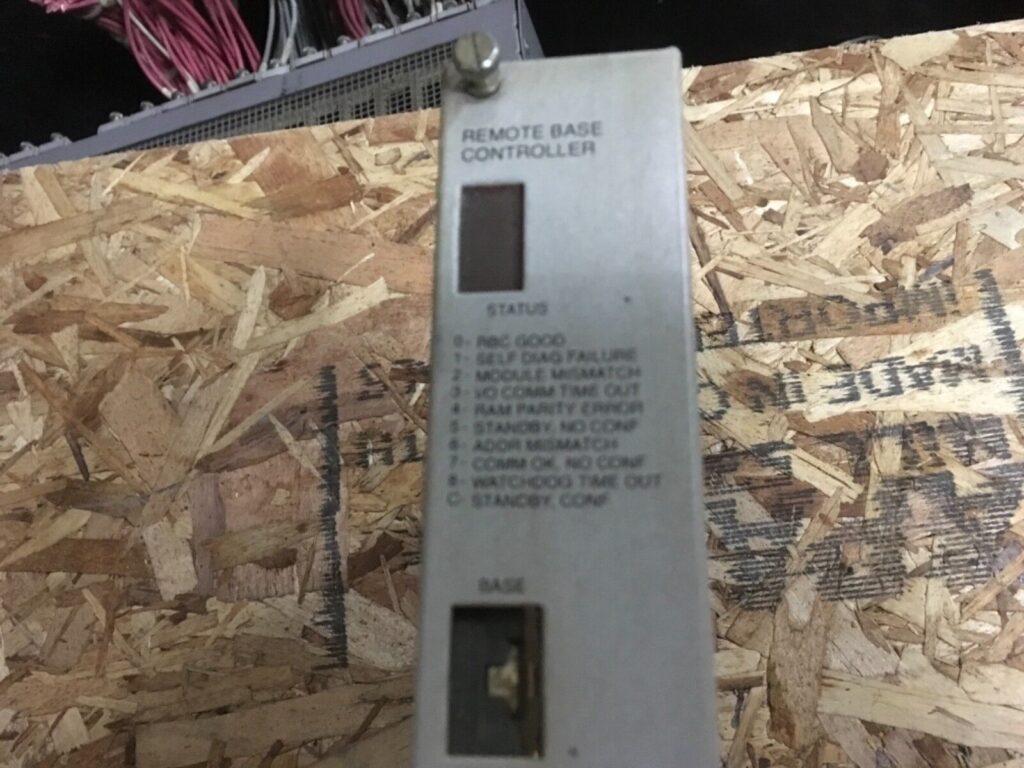 REMOTE BASE
CONTROLLER
STATUS
0- RBC GOOD
1- SELF DIAG FAILURE
2- MODULE MISMATCH
3- I/O COMM TIME OUT
4- RAM PARITY ERROR
5- STANDBY, NO CONF
6- ADDR MISMATCH
7- COMM OK, NO CONF
8- WATCHDOG TIME OUT
C- STANDBY, CONF
BASE